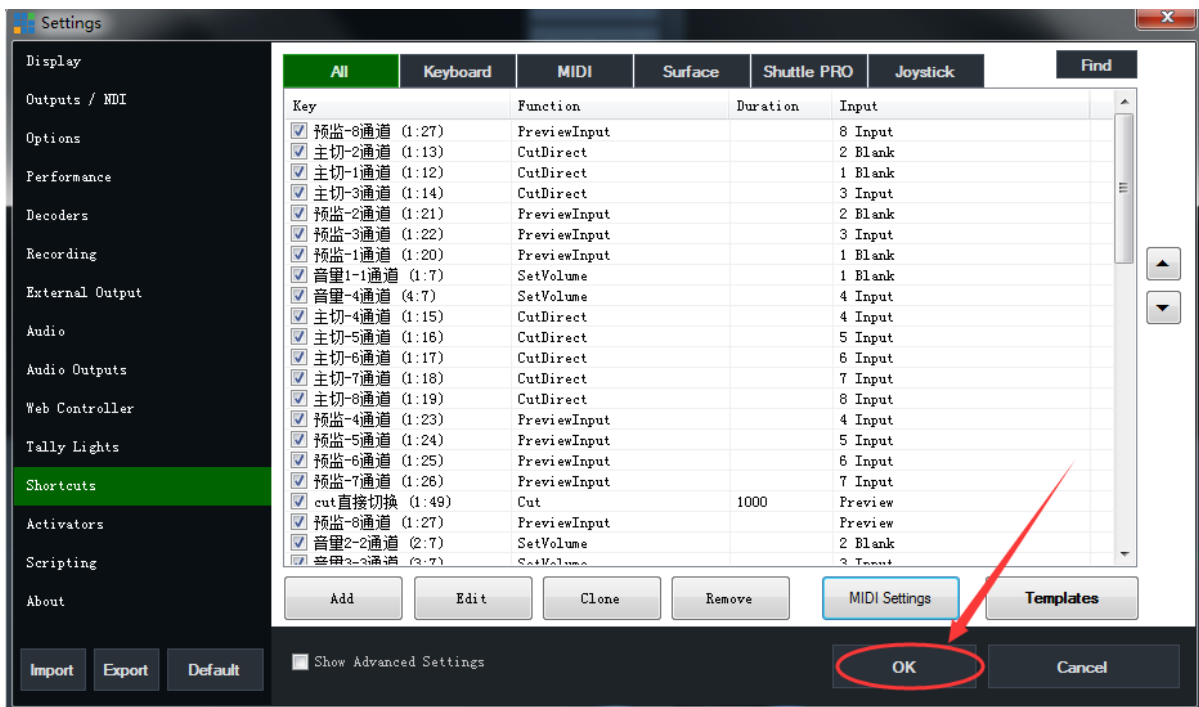 Settings
Display
Outputs / NDI
Options
Performance
Decoders
Recording
External Output
Audio
Audio Outputs
Web Controller
Tally Lights
Shortcuts
Activators
Scripting
About
Import Export Default
All Keyboard MIDI Surface Shuttle PRO Joystick Find
Key Function Duration Input
预监-8通道 (1:27) PreviewInput 8 Input
主切-2通道 (1:13) CutDirect 2 Blank
主切-1通道 (1:12) CutDirect 1 Blank
主切-3通道 (1:14) CutDirect 3 Input
预监-2通道 (1:21) PreviewInput 2 Blank
预监-3通道 (1:22) PreviewInput 3 Input
预监-1通道 (1:20) PreviewInput 1 Blank
音量1-1通道 (1:7) SetVolume 1 Blank
音量-4通道 (4:7) SetVolume 4 Input
主切-4通道 (1:15) CutDirect 4 Input
主切-5通道 (1:16) CutDirect 5 Input
主切-6通道 (1:17) CutDirect 6 Input
主切-7通道 (1:18) CutDirect 7 Input
主切-8通道 (1:19) CutDirect 8 Input
预监-4通道 (1:23) PreviewInput 4 Input
预监-5通道 (1:24) PreviewInput 5 Input
预监-6通道 (1:25) PreviewInput 6 Input
预监-7通道 (1:26) PreviewInput 7 Input
cut直接切换 (1:49) Cut 1000 Preview
预监-8通道 (1:27) PreviewInput Preview
音量2-2通道 (2:7) SetVolume 2 Blank
音量3-3通道 (3:7) SetVolume 3 Input
Add Edit Clone Remove MIDI Settings Templates
Show Advanced Settings
OK Cancel